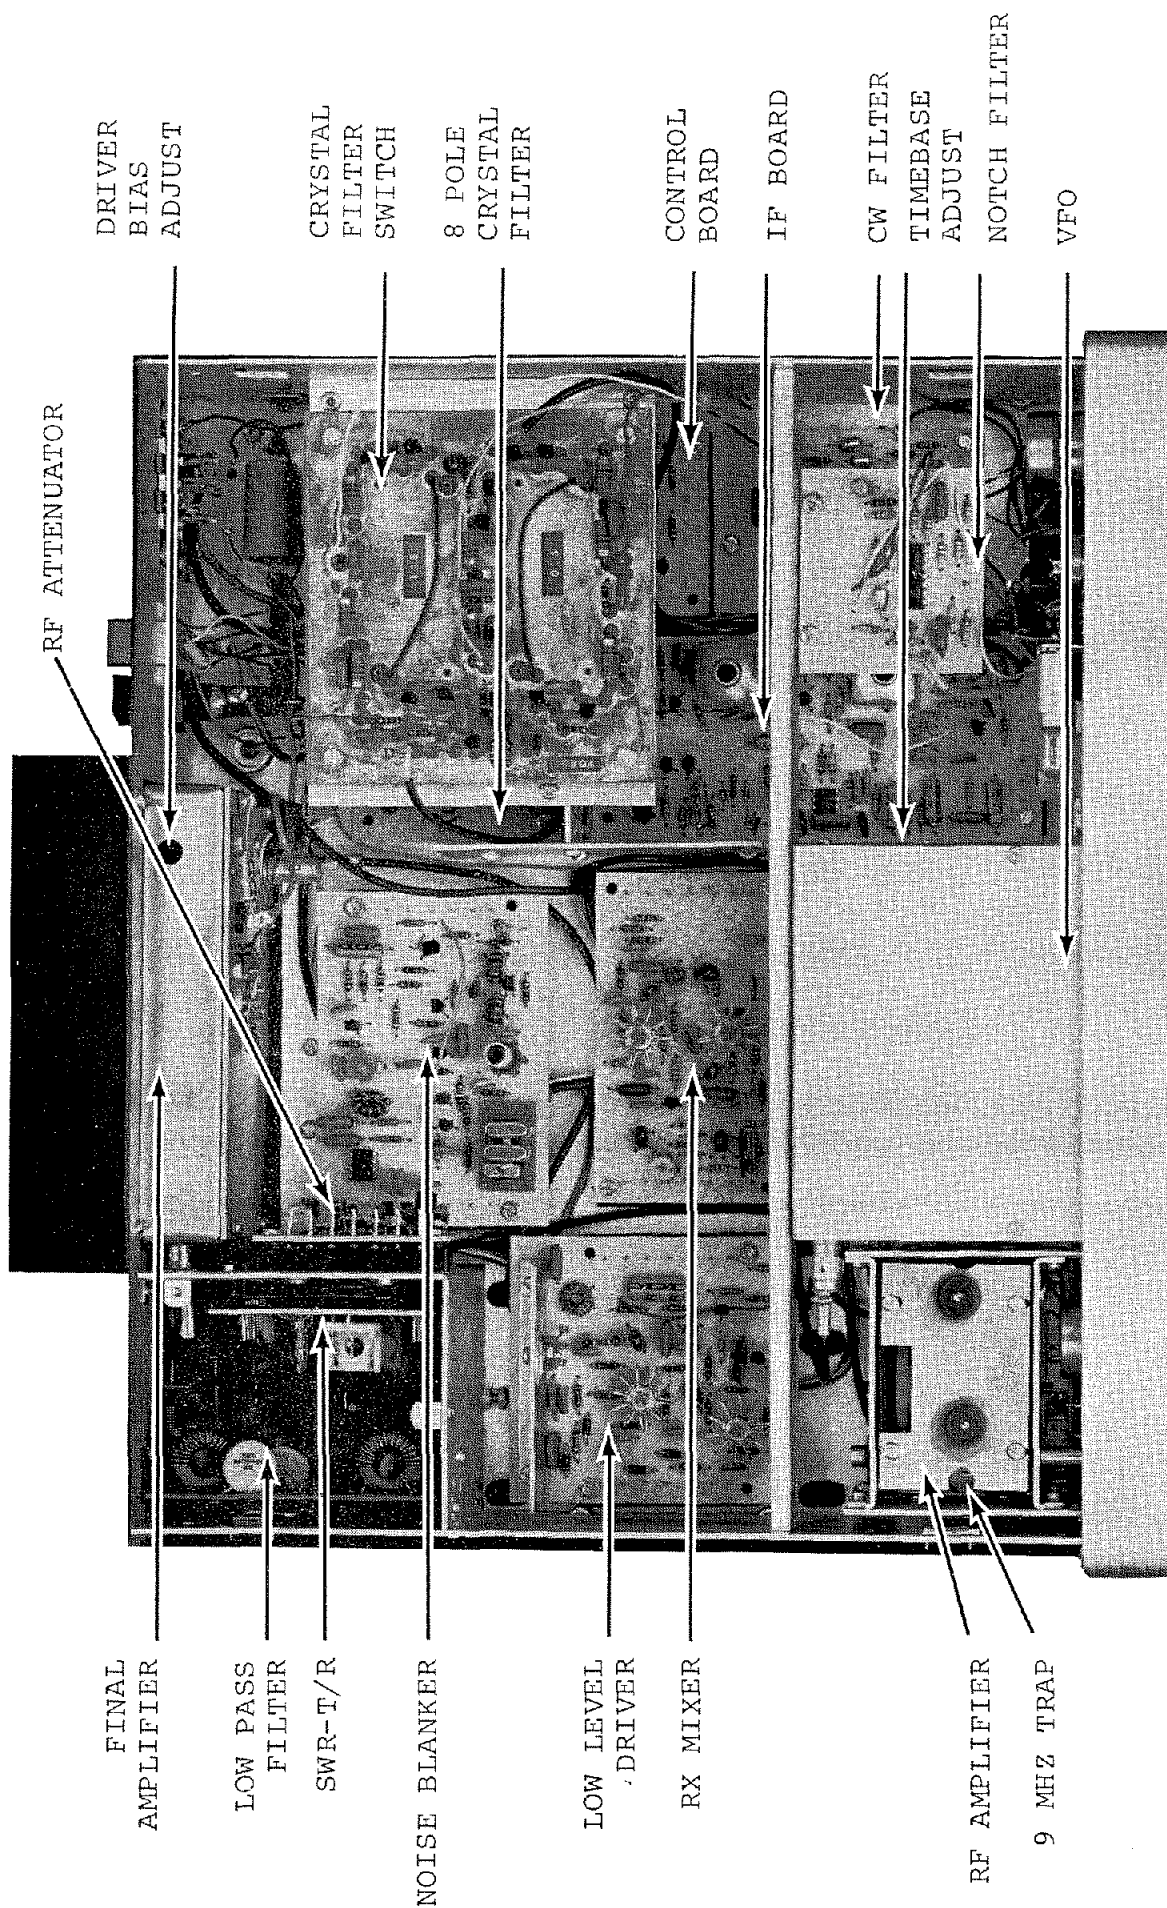 DRIVER
BIAS
ADJUST
CRYSTAL
FILTER
SWITCH
8 POLE
CRYSTAL
FILTER
CONTROL
BOARD
IF BOARD
CW FILTER
TIMEBASE
ADJUST
NOTCH FILTER
VFO
RF ATTENUATOR
FINAL
AMPLIFIER
LOW PASS
FILTER
SWR-T/R
NOISE BLANKER
LOW LEVEL
DRIVER
RX MIXER
RF AMPLIFIER
9 MHZ TRAP